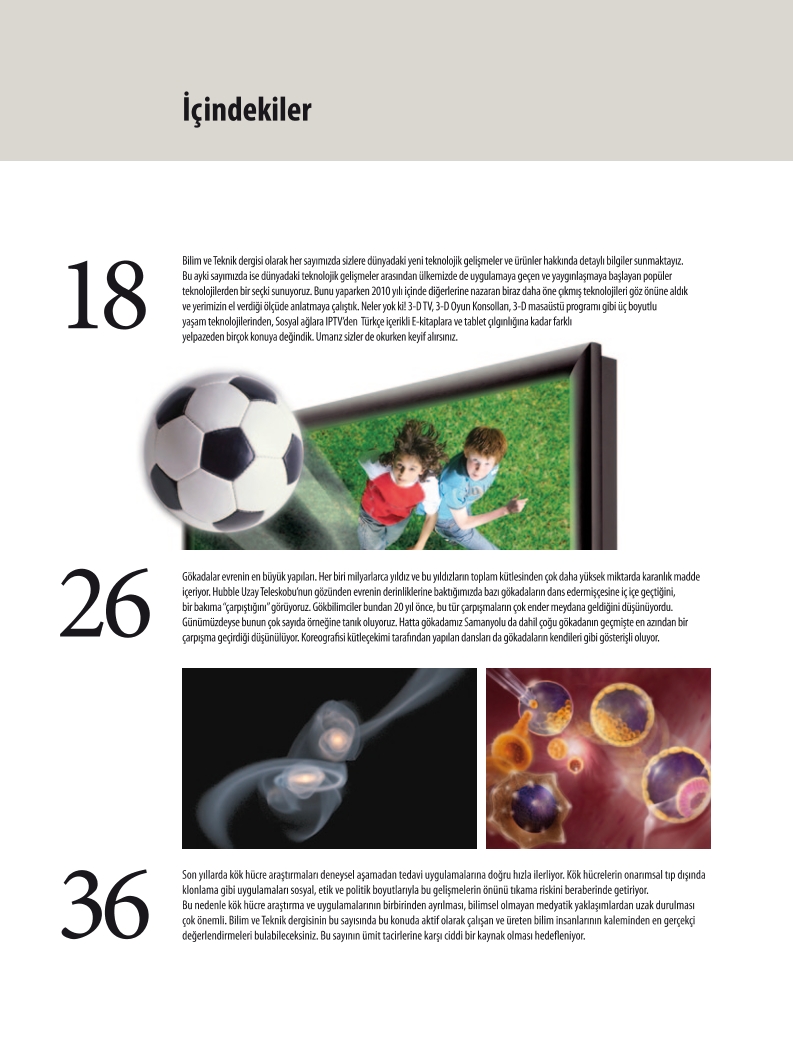 İçindekiler
18
Bilim ve Teknik dergisi olarak her sayımızda sizlere dünyadaki yeni teknolojik gelişmeler ve ürünler hakkında detaylı bilgiler sunmaktayız.
Bu ayki sayımızda ise dünyadaki teknolojik gelişmeler arasından ülkemizde de uygulamaya geçen ve yaygınlaşmaya başlayan popüler
teknolojilerden bir seçki sunuyoruz. Bunu yaparken 2010 yılı içinde diğerlerine nazaran biraz daha öne çıkmış teknolojileri göz önüne aldık
ve yerimizin el verdiği ölçüde anlatmaya çalıştık. Neler yok ki! 3-D TV, 3-D Oyun Konsolları, 3-D masaüstü programı gibi üç boyutlu
yaşam teknolojilerinden, Sosyal ağlara IPTV’den Türkçe içerikli E-kitaplara ve tablet çılgınlığına kadar farklı
yelpazeden birçok konuya değindik. Umarız sizler de okurken keyif alırsınız.
26
Gökadalar evrenin en büyük yapıları. Her biri milyarlarca yıldız ve bu yıldızların toplam kütlesinden çok daha yüksek miktarda karanlık madde
içeriyor. Hubble Uzay Teleskobu’nun gözünden evrenin derinliklerine baktığımızda bazı gökadaların dans edermişçesine iç içe geçtiğini,
bir bakıma “çarpıştığını” görüyoruz. Gökbilimciler bundan 20 yıl önce, bu tür çarpışmaların çok ender meydana geldiğini düşünüyordu.
Günümüzdeyse bunun çok sayıda örneğine tanık oluyoruz. Hatta gökadamız Samanyolu da dahil çoğu gökadanın geçmişte en azından bir
çarpışma geçirdiği düşünülüyor. Koreografisi kütleçekimi tarafından yapılan dansları da gökadaların kendileri gibi gösterişli oluyor.
36
Son yıllarda kök hücre araştırmaları deneysel aşamadan tedavi uygulamalarına doğru hızla ilerliyor. Kök hücrelerin onarımsal tıp dışında
klonlama gibi uygulamaları sosyal, etik ve politik boyutlarıyla bu gelişmelerin önünü tıkama riskini beraberinde getiriyor.
Bu nedenle kök hücre araştırma ve uygulamalarının birbirinden ayrılması, bilimsel olmayan medyatik yaklaşımlardan uzak durulması
çok önemli. Bilim ve Teknik dergisinin bu sayısında bu konuda aktif olarak çalışan ve üreten bilim insanlarının kaleminden en gerçekçi
değerlendirmeleri bulabileceksiniz. Bu sayının ümit tacirlerine karşı ciddi bir kaynak olması hedefleniyor.